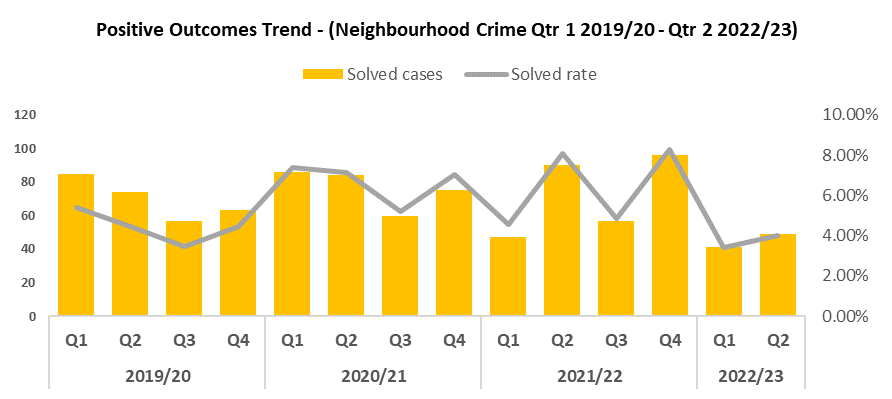 Positive Outcomes Trend - (Neighbourhood Crime Qtr 1 2019/20 - Qtr 2 2022/23)
Solved cases Solved rate
120 10.00%
100 8.00%
80 6.00%
60 4.00%
40 2.00%
20 0.00%
0
Q1 Q2 Q3 Q4 Q1 Q2 Q3 Q4 Q1 Q2 Q3 Q4 Q1 Q2
2019/20 2020/21 2021/22 2022/23